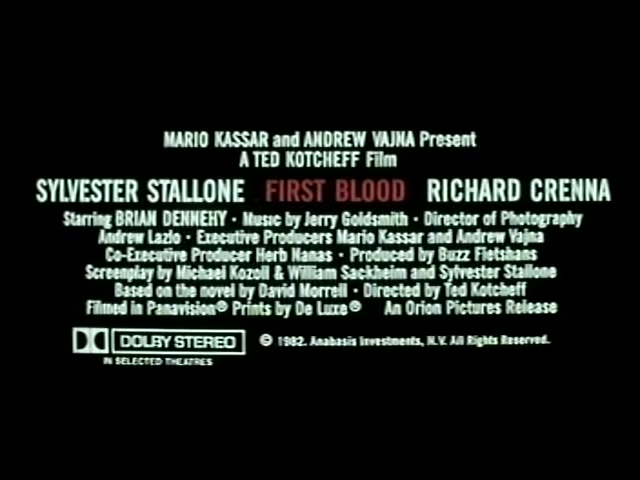 MARIO KASSAR and ANDREW VAJNA Present
A TED KOTCHEFF Film
SYLVESTER STALLONE FIRST BLOOD RICHARD CRENNA
Starring BRIAN DENNEHY · Music by Jerry Goldsmith · Director of Photography
Andrew Lazlo · Executive Producers Mario Kassar and Andrew Vajna
Co-Executive Producer Herb Nanas · Produced by Buzz Fietshans
Screenplay by Michael Kozoll & William Sackheim and Sylvester Stallone
Based on the novel by David Morrell · Directed by Ted Kotcheff
Filmed in Panavision® Prints by De Luxe® An Orion Pictures Release
DOLBY STEREO © 1982. Anabasis Investments, N.V. All Rights Reserved.
IN SELECTED THEATRES